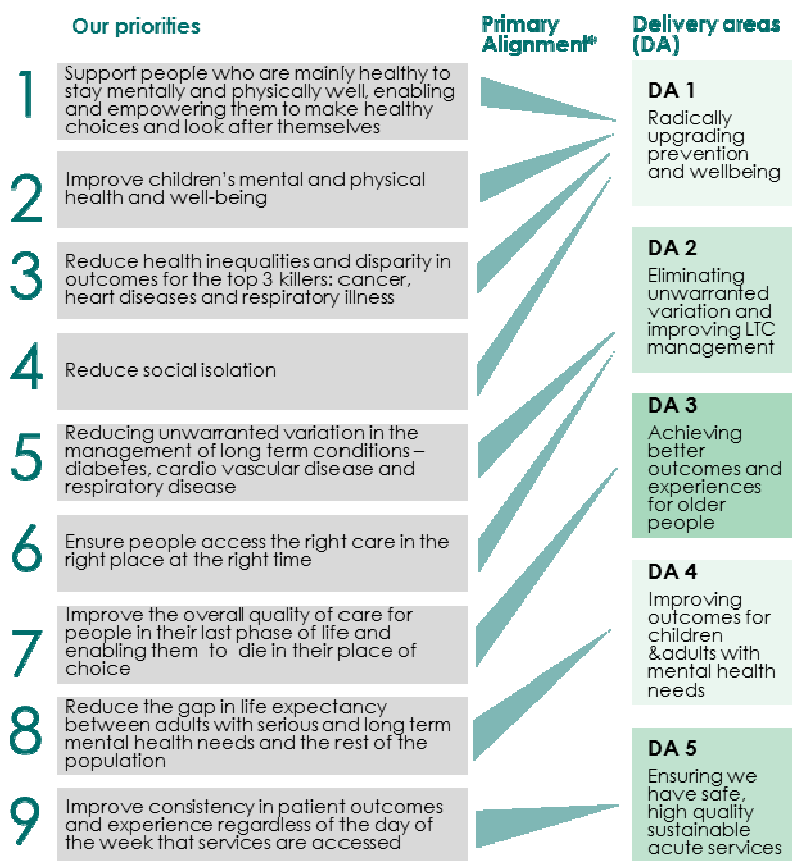 Our priorities
Primary
Alignment*
Delivery areas
(DA)
1
Support people who are mainly healthy to
stay mentally and physically well, enabling
and empowering them to make healthy
choices and look after themselves
2
Improve children's mental and physical
health and well-being
3
Reduce health inequalities and disparity in
outcomes for the top 3 killers: cancer,
heart diseases and respiratory illness
4
Reduce social isolation
5
Reducing unwarranted variation in the
management of long term conditions –
diabetes, cardio vascular disease and
respiratory disease
6
Ensure people access the right care in the
right place at the right time
7
Improve the overall quality of care for
people in their last phase of life and
enabling them to die in their place of
choice
8
Reduce the gap in life expectancy
between adults with serious and long term
mental health needs and the rest of the
population
9
Improve consistency in patient outcomes
and experience regardless of the day of
the week that services are accessed
DA 1
Radically
upgrading
prevention
and wellbeing
DA 2
Eliminating
unwarranted
variation and
improving LTC
management
DA 3
Achieving
better
outcomes and
experiences
for older
people
DA 4
Improving
outcomes for
children
&adults with
mental health
needs
DA 5
Ensuring we
have safe,
high quality
sustainable
acute services